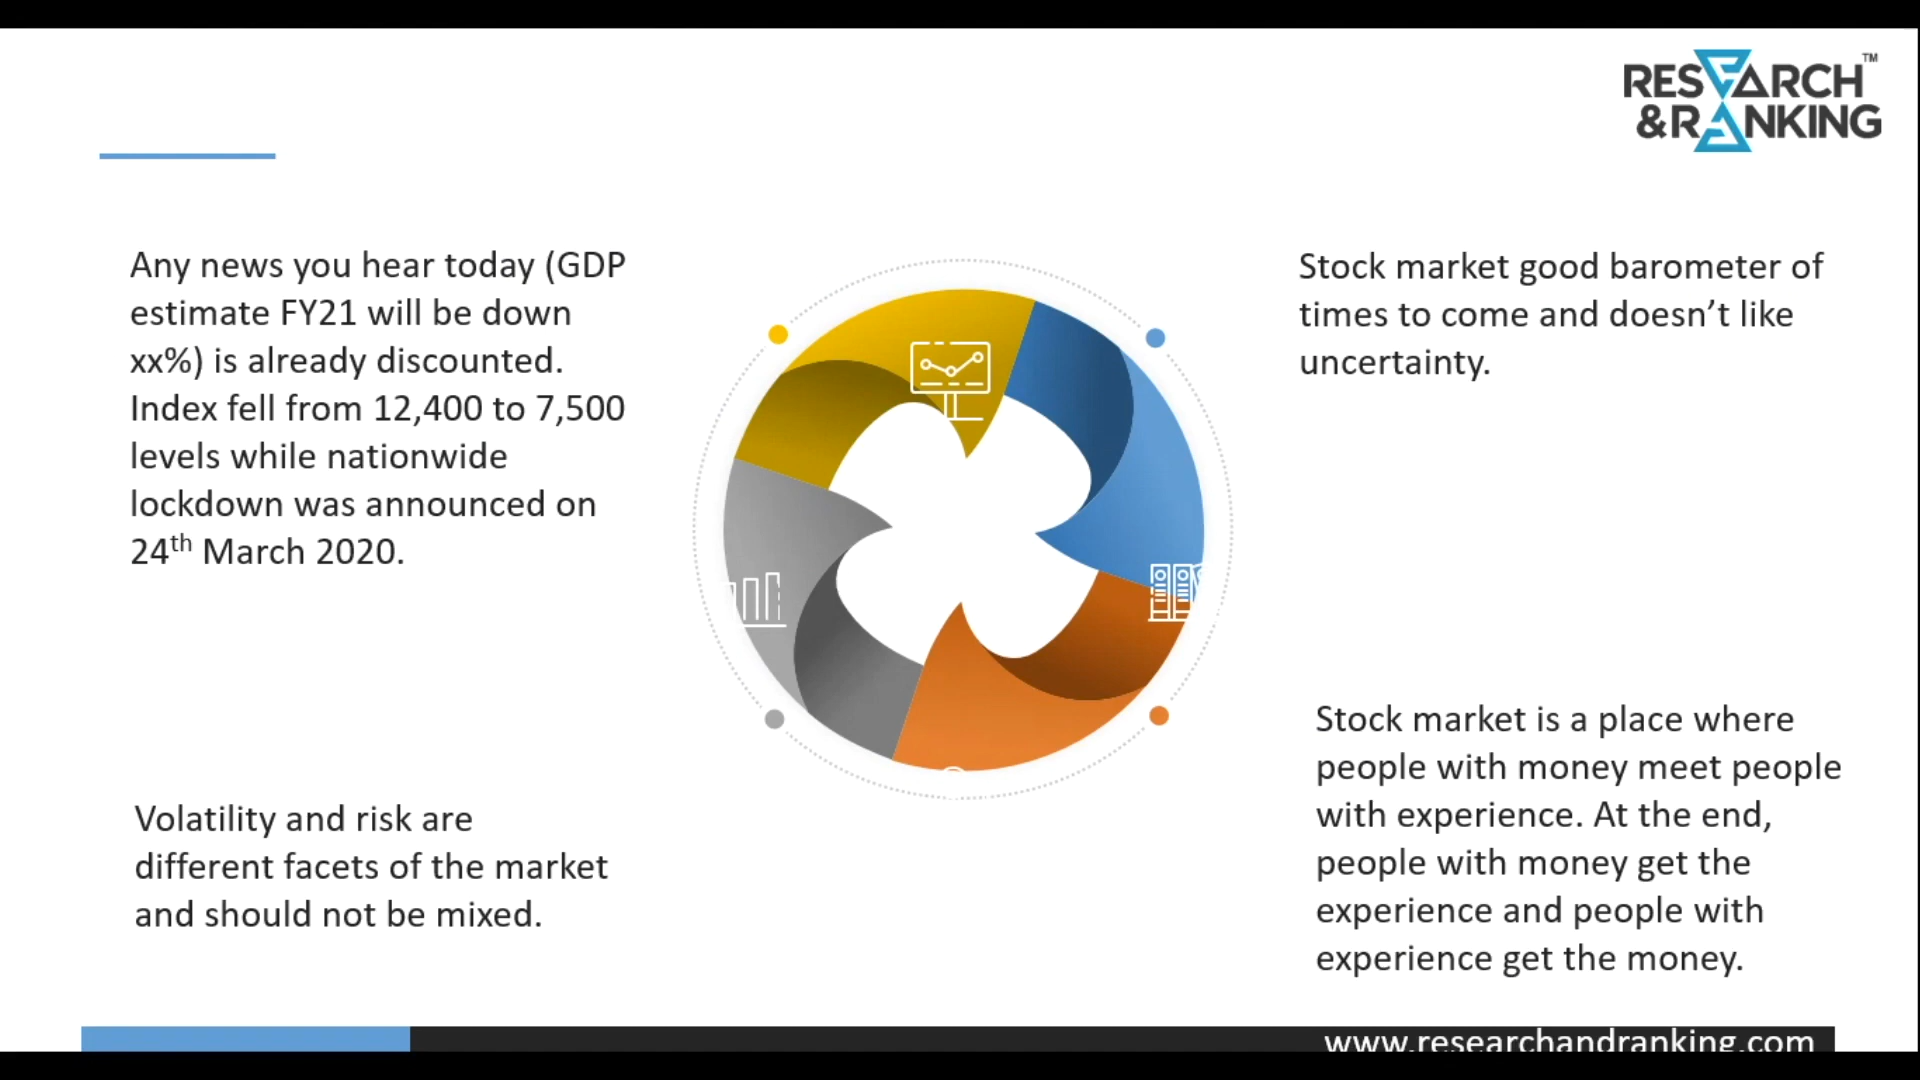 RESEARCH™
&RANKING
Any news you hear today (GDP
estimate FY21 will be down
xx%) is already discounted.
Index fell from 12,400 to 7,500
levels while nationwide
lockdown was announced on
24th March 2020.
Stock market good barometer of
times to come and doesn’t like
uncertainty.
Volatility and risk are
different facets of the market
and should not be mixed.
Stock market is a place where
people with money meet people
with experience. At the end,
people with money get the
experience and people with
experience get the money.
www.researchandranking.com